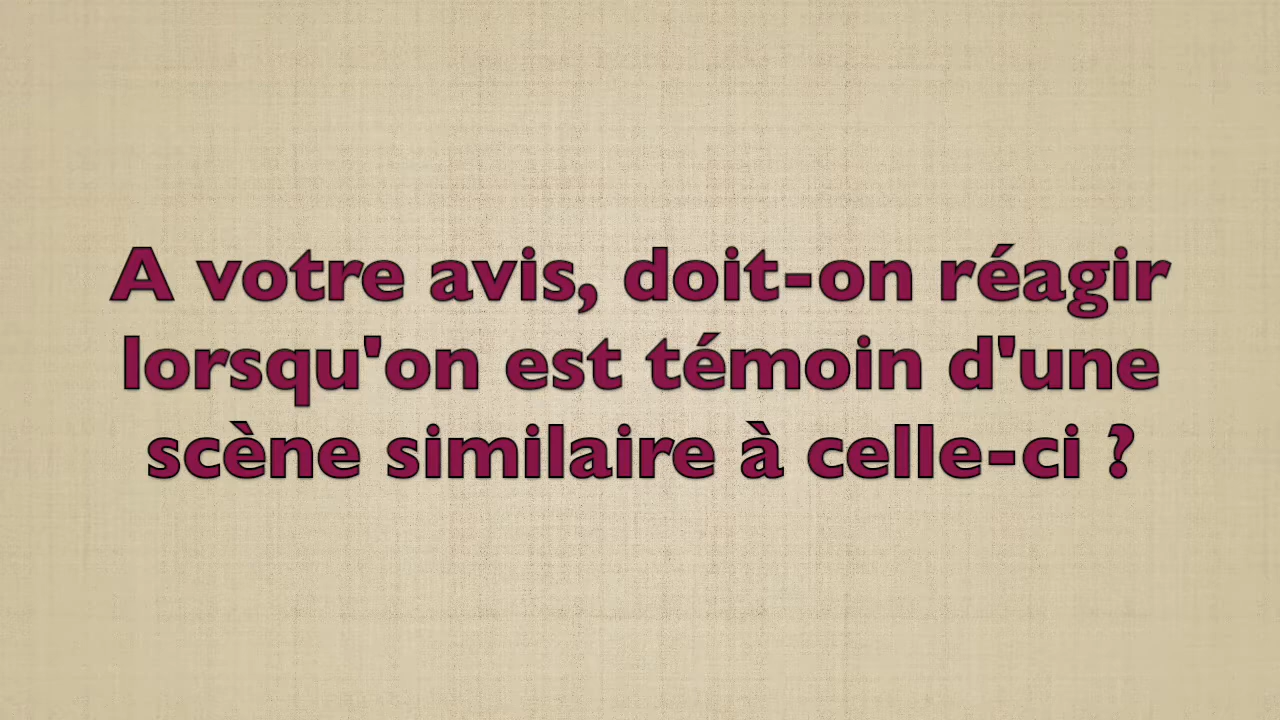 A votre avis, doit-on réagir
lorsqu'on est témoin d'une
scène similaire à celle-ci ?